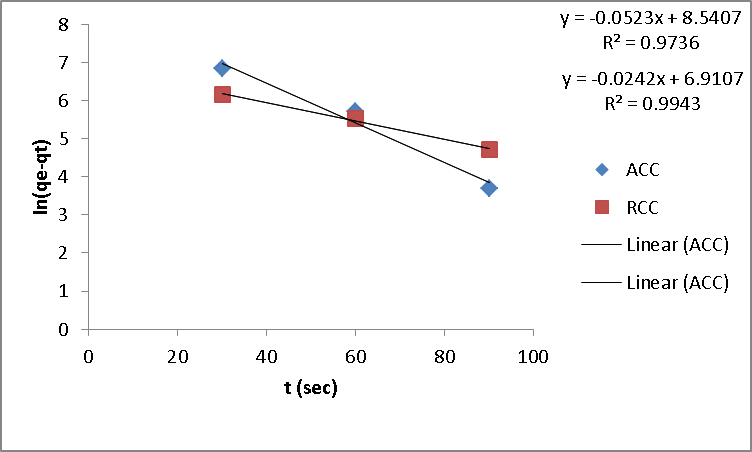 y = -0.0523x + 8.5407
R² = 0.9736
y = -0.0242x + 6.9107
R² = 0.9943
8
7
6
5
4
3
2
1
0
ln(qe-qt)
0 20 40 60 80 100
t (sec)
ACC
RCC
Linear (ACC)
Linear (ACC)